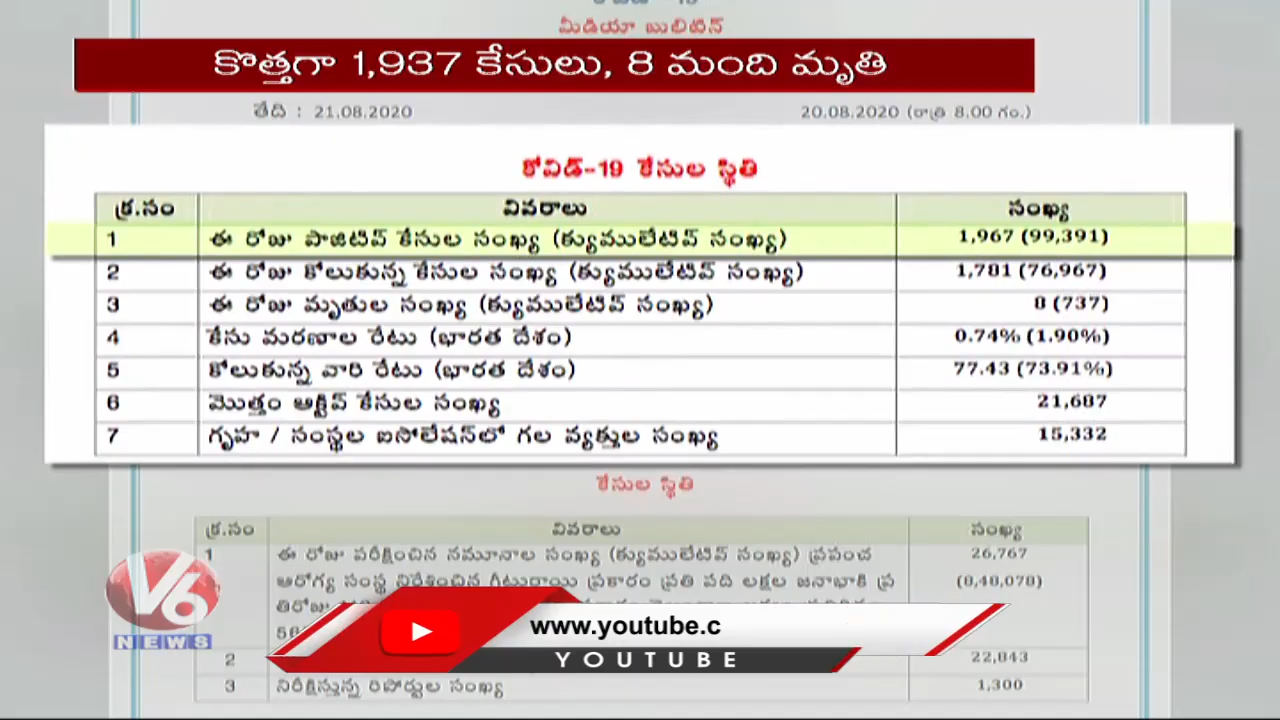 మీడియా బులిటిన్
కొత్తగా 1,937 కేసులు, 8 మంది మృతి
తేది : 21.08.2020 20.08.2020 (రాత్రి 8.00 గం.)
కోవిడ్-19 కేసుల స్థితి
క్ర.సం వివరాలు సంఖ్య
1 ఈ రోజు పాజిటివ్ కేసుల సంఖ్య (క్యుములేటివ్ సంఖ్య) 1,967 (99,391)
2 ఈ రోజు కోలుకున్న కేసుల సంఖ్య (క్యుములేటివ్ సంఖ్య) 1,781 (76,967)
3 ఈ రోజు మృతుల సంఖ్య (క్యుములేటివ్ సంఖ్య) 8 (737)
4 కేసు మరణాల రేటు (భారత దేశం) 0.74% (1.90%)
5 కోలుకున్న వారి రేటు (భారత దేశం) 77.43 (73.91%)
6 మొత్తం ఆక్టివ్ కేసుల సంఖ్య 21,687
7 గృహ / సంస్థల ఐసోలేషన్‌లో గల వ్యక్తుల సంఖ్య 15,332
కేసుల స్థితి
క్ర.సం వివరాలు సంఖ్య
1 ఈ రోజు పరీక్షించిన నమూనాల సంఖ్య (క్యుములేటివ్ సంఖ్య) ప్రపంచ 26,767
ఆరోగ్య సంస్థ నిర్దేశించిన గీటురాయి ప్రకారం ప్రతి పది లక్షల జనాభాకి ప్ర (8,48,078)
తిరోజు
2 22,843
3 నిరీక్షిస్తున్న రిపోర్టుల సంఖ్య 1,300
V6
NEWS
www.youtube.c
YOUTUBE